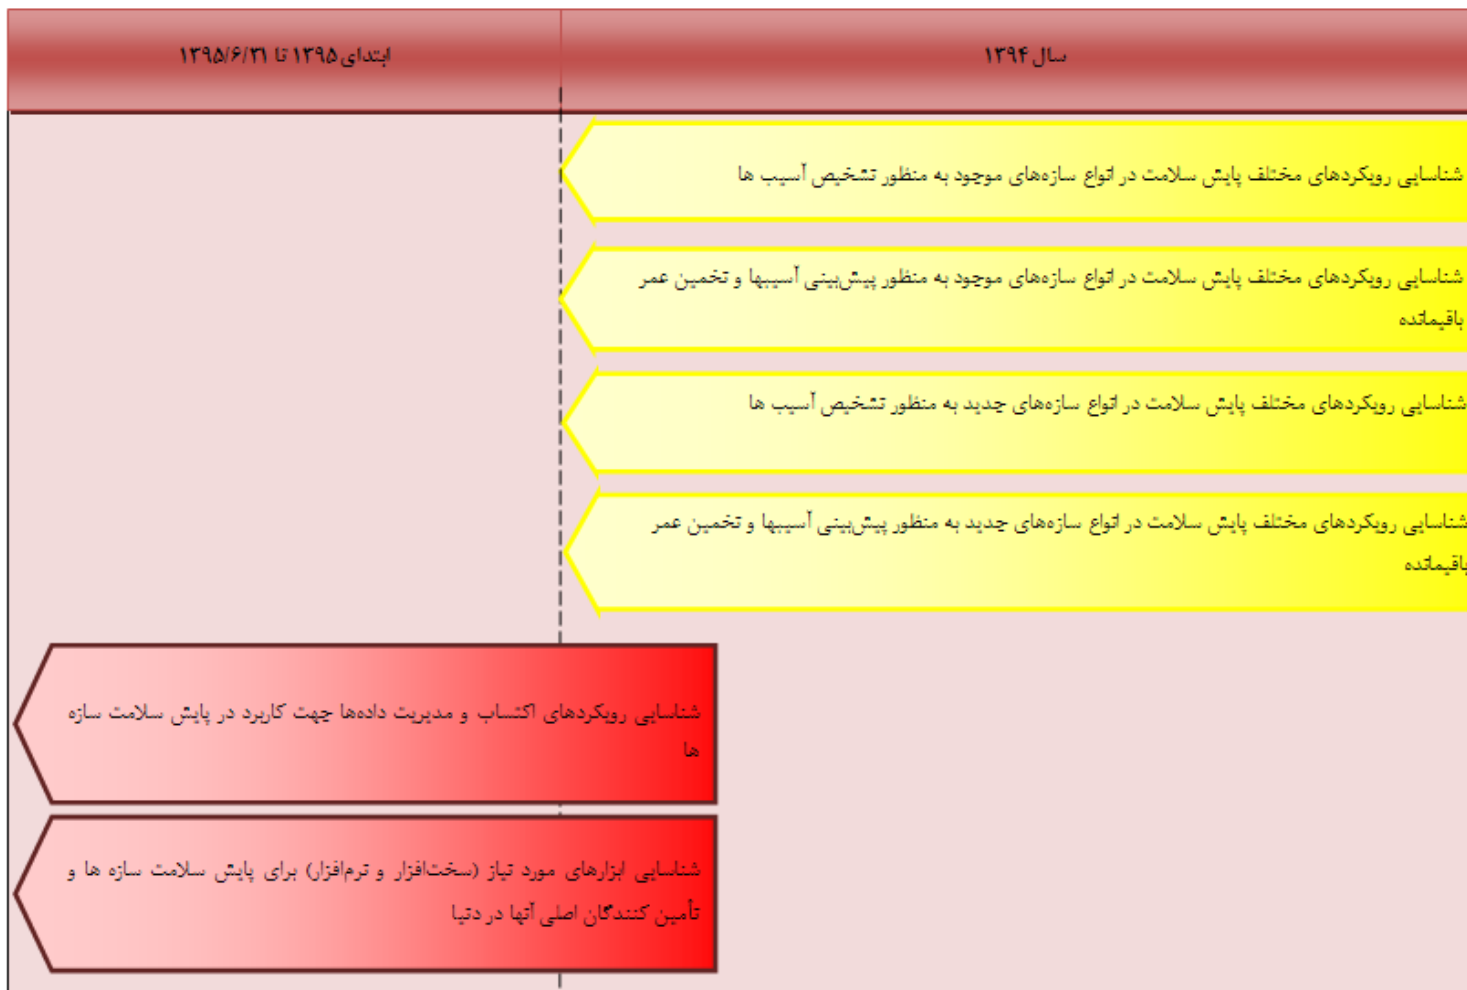 سال ۱۳۹۴
ابتدای ۱۳۹۵ تا ۱۳۹۵/۶/۳۱
شناسایی رویکردهای مختلف پایش سلامت در انواع سازه‌های موجود به منظور تشخیص آسیب ها
شناسایی رویکردهای مختلف پایش سلامت در انواع سازه‌های موجود به منظور پیش‌بینی آسیبها و تخمین عمر
باقیمانده
شناسایی رویکردهای مختلف پایش سلامت در انواع سازه‌های جدید به منظور تشخیص آسیب ها
شناسایی رویکردهای مختلف پایش سلامت در انواع سازه‌های جدید به منظور پیش‌بینی آسیبها و تخمین عمر
باقیمانده
شناسایی رویکردهای اکتساب و مدیریت داده‌ها جهت کاربرد در پایش سلامت سازه
ها
شناسایی ابزارهای مورد نیاز (سخت‌افزار و نرم‌افزار) برای پایش سلامت سازه ها و
تأمین کنندگان اصلی آنها در دنیا